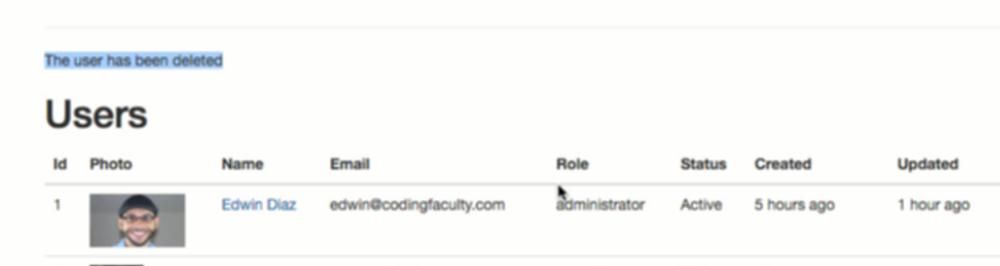 The user has been deleted
Users
Id Photo Name Email Role Status Created Updated
1 Edwin Diaz edwin@codingfaculty.com administrator Active 5 hours ago 1 hour ago